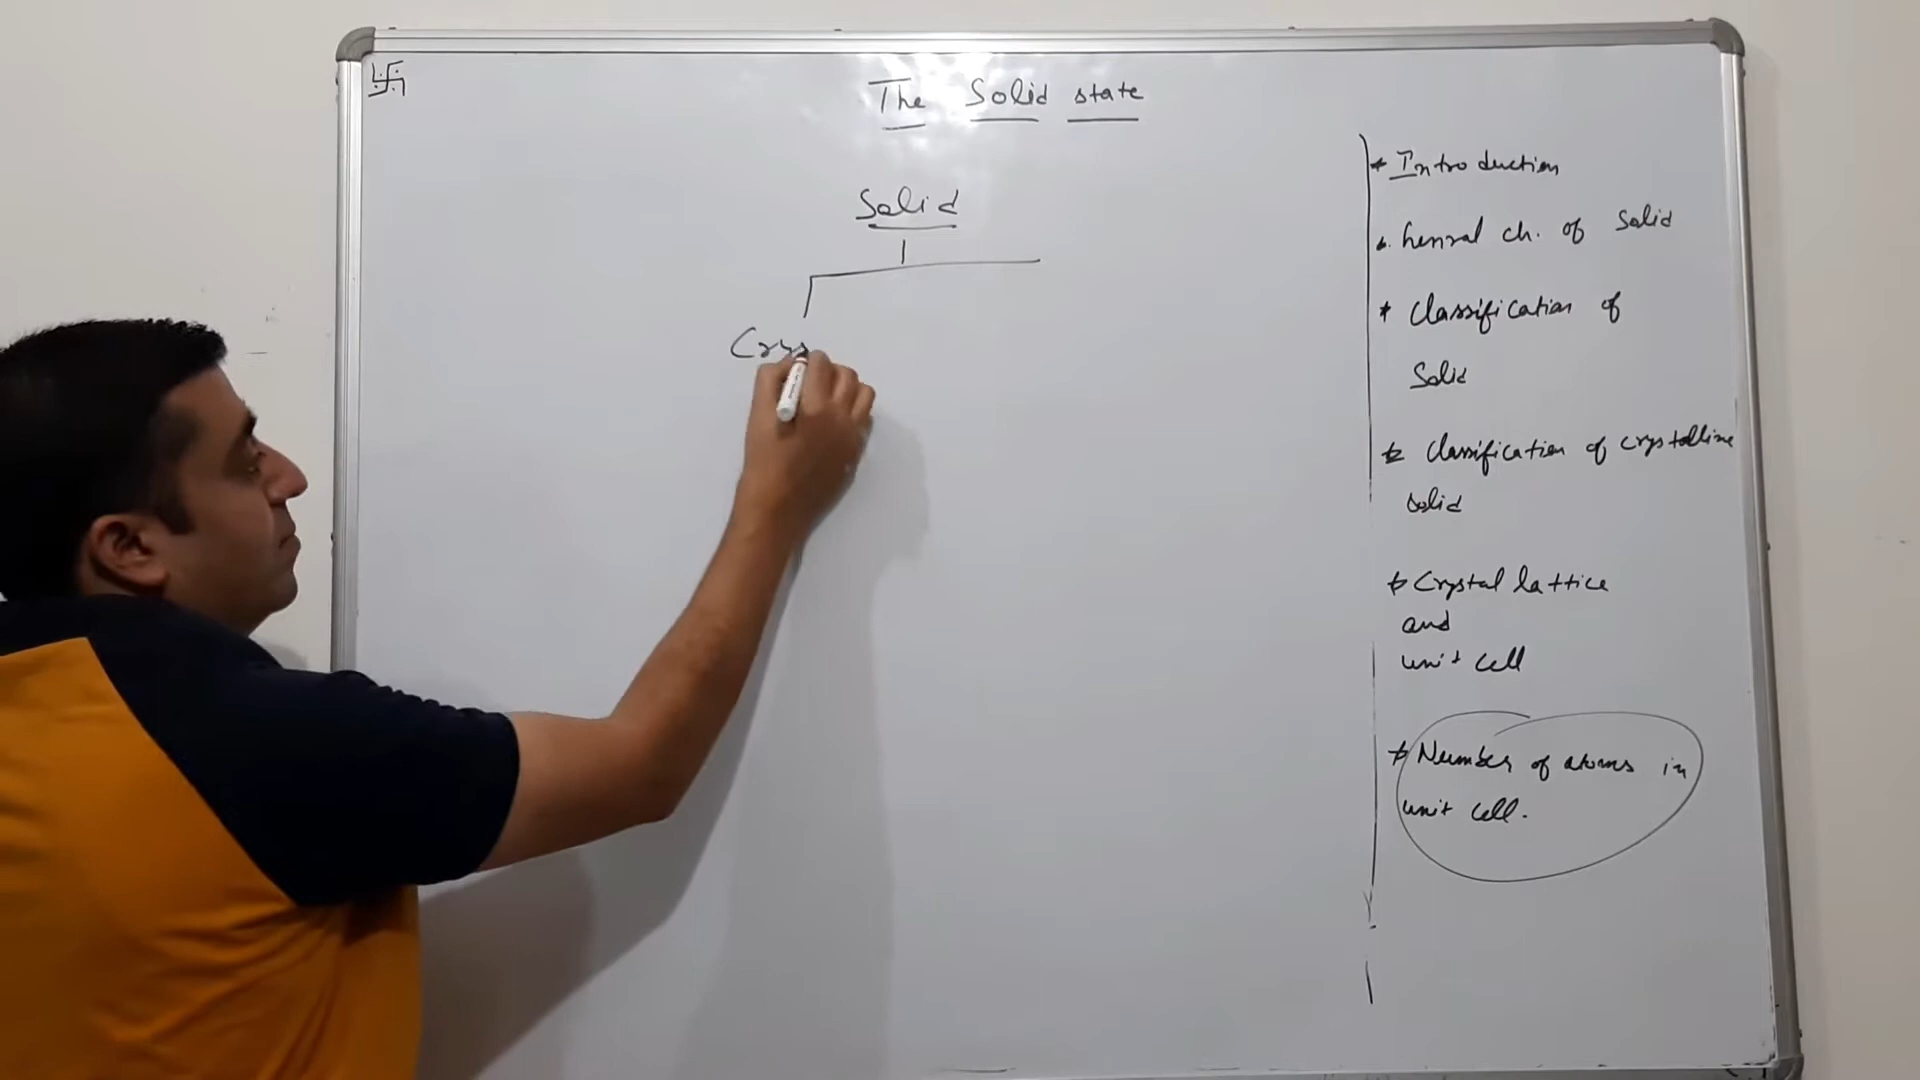 The Solid state
Solid
Crys
* Introduction
* Genral ch. of Solid
* Classification of
Solid
* Classification of crystalline
solid
* Crystal lattice
and
unit cell
* Number of atoms in
unit cell.